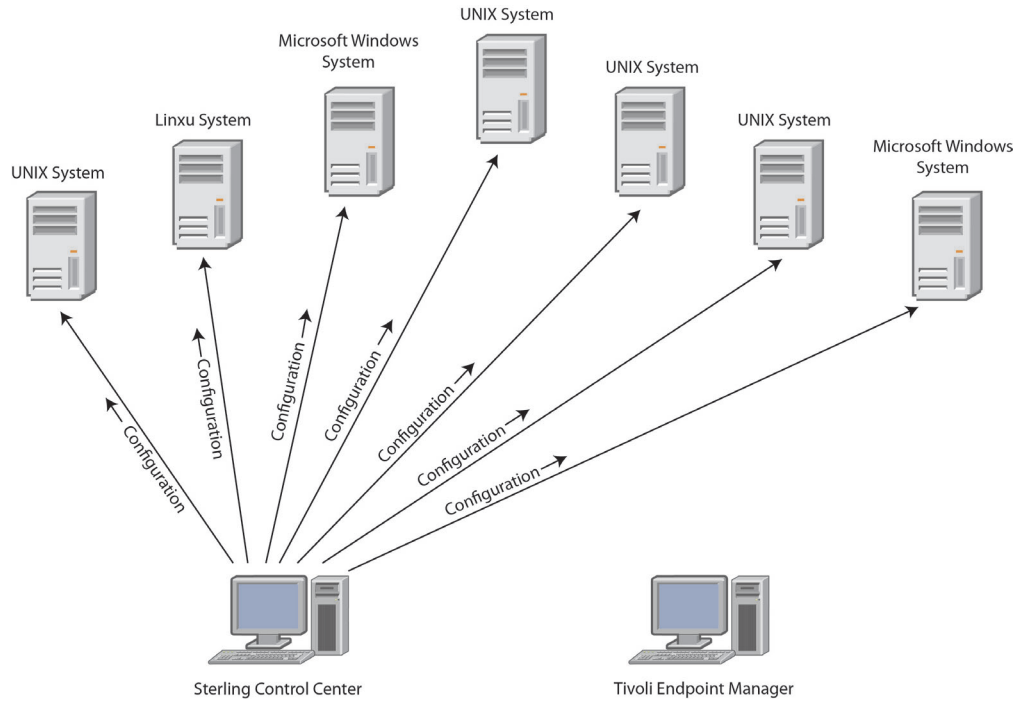 UNIX System
Microsoft Windows
System
UNIX System
Linxu System
UNIX System
Microsoft Windows
System
UNIX System
Configuration
Configuration
Configuration
Configuration
Configuration
Configuration
Configuration
Sterling Control Center
Tivoli Endpoint Manager